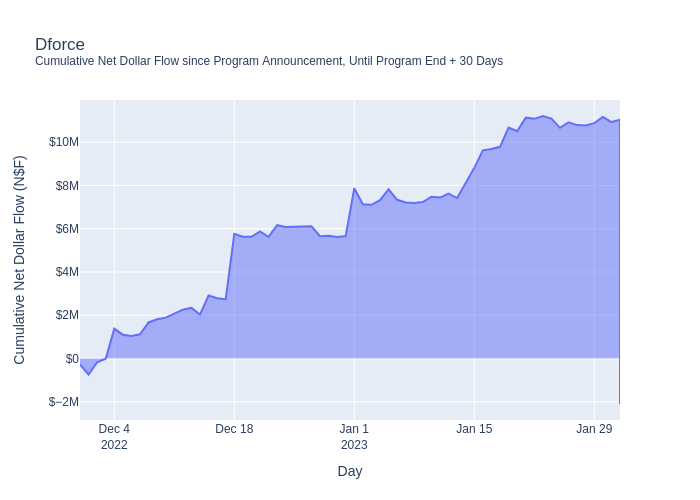 Dforce
Cumulative Net Dollar Flow since Program Announcement, Until Program End + 30 Days
Cumulative Net Dollar Flow (N$F)
$10M
$8M
$6M
$4M
$2M
$0
$−2M
Dec 4
2022
Dec 18
Jan 1
2023
Jan 15
Jan 29
Day